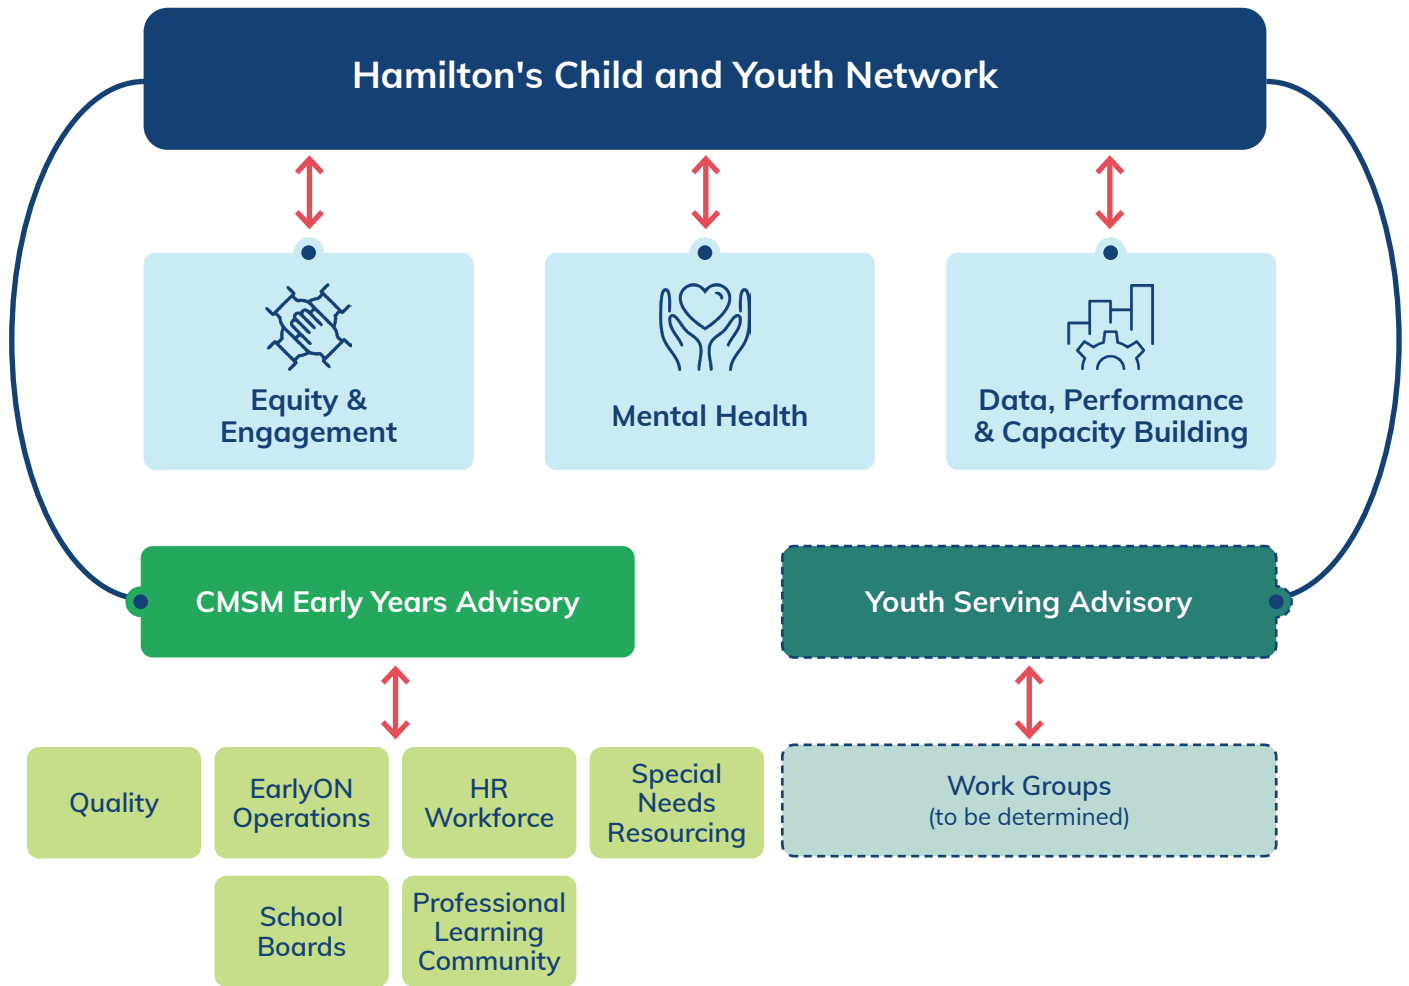 Hamilton's Child and Youth Network
Equity &
Engagement
Mental Health
Data, Performance
& Capacity Building
CMSM Early Years Advisory
Youth Serving Advisory
Quality
EarlyON
Operations
HR
Workforce
Special
Needs
Resourcing
Work Groups
(to be determined)
School
Boards
Professional
Learning
Community